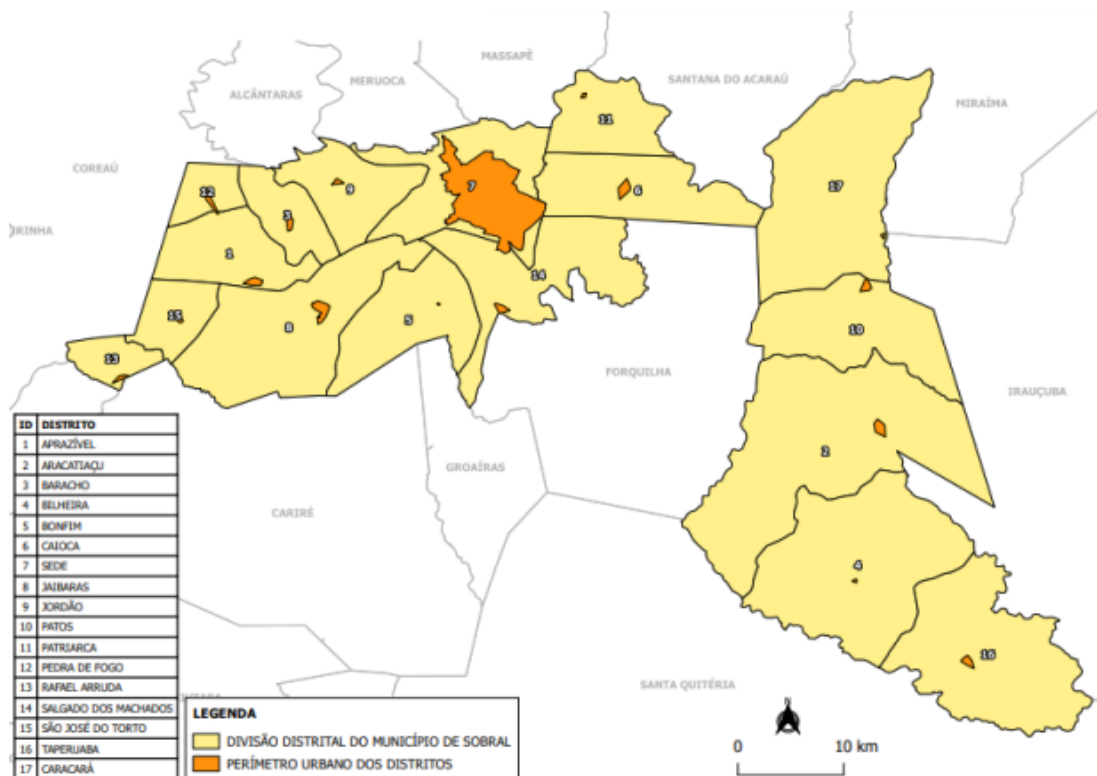 MASSAPÊ
SANTANA DO ACARAÚ
MERUOCA
ALCÂNTARAS
MIRAÍMA
COREAÚ
11
17
7
6
9
12
3
RINHA
1
14
15
8
5
10
13
FORQUILHA
IRAUÇUBA
2
GROAÍRAS
CARIRÉ
4
16
SANTA QUITÉRIA
ID DISTRITO
1 APRAZÍVEL
2 ARACATIAÇU
3 BARACHO
4 BILHEIRA
5 BONFIM
6 CAIOCA
7 SEDE
8 JAIBARAS
9 JORDÃO
10 PATOS
11 PATRIARCA
12 PEDRA DE FOGO
13 RAFAEL ARRUDA
14 SALGADO DOS MACHADOS
15 SÃO JOSÉ DO TORTO
16 TAPERUABA
17 CARACARÁ
LEGENDA
DIVISÃO DISTRITAL DO MUNICÍPIO DE SOBRAL
PERÍMETRO URBANO DOS DISTRITOS
N
0 10 km